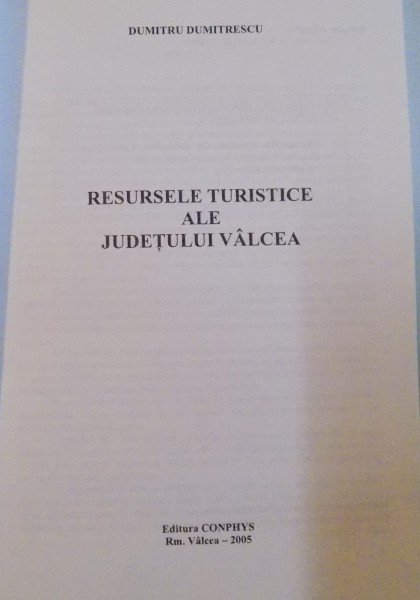 DUMITRU DUMITRESCU
RESURSELE TURISTICE
ALE
JUDEȚULUI VÂLCEA
Editura CONPHYS
Rm. Vâlcea – 2005